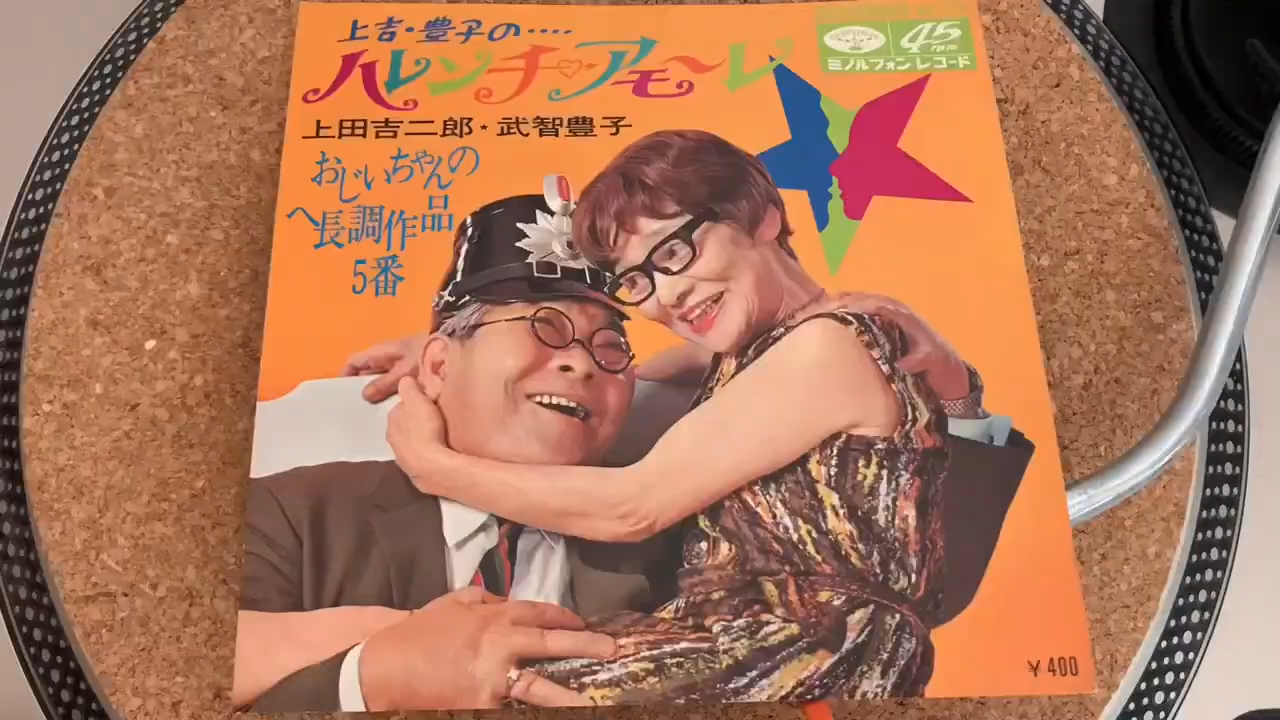 上吉・豊子の‥‥
ハレンチ♡アモ〜レ
上田吉二郎★武智豊子
おじいちゃんの
ヘ長調作品
5番
45
rpm
ミノルフォンレコード
¥400